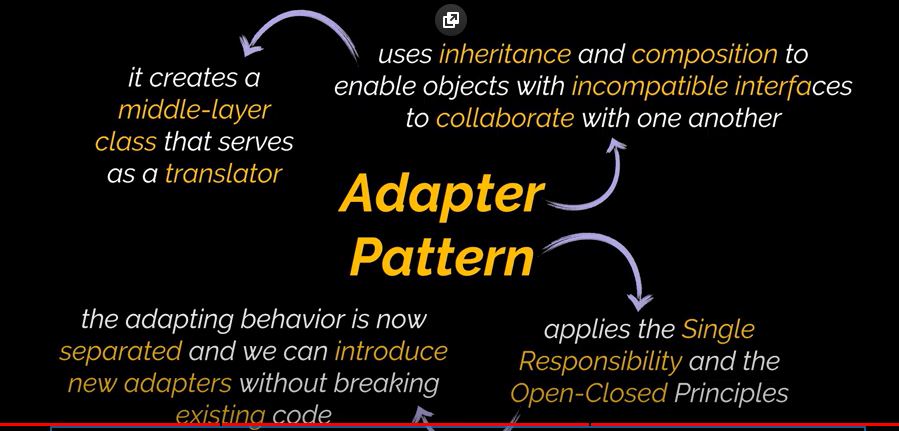 uses inheritance and composition to
enable objects with incompatible interfaces
to collaborate with one another
it creates a
middle-layer
class that serves
as a translator
Adapter
Pattern
applies the Single
Responsibility and the
Open-Closed Principles
the adapting behavior is now
separated and we can introduce
new adapters without breaking
existing code